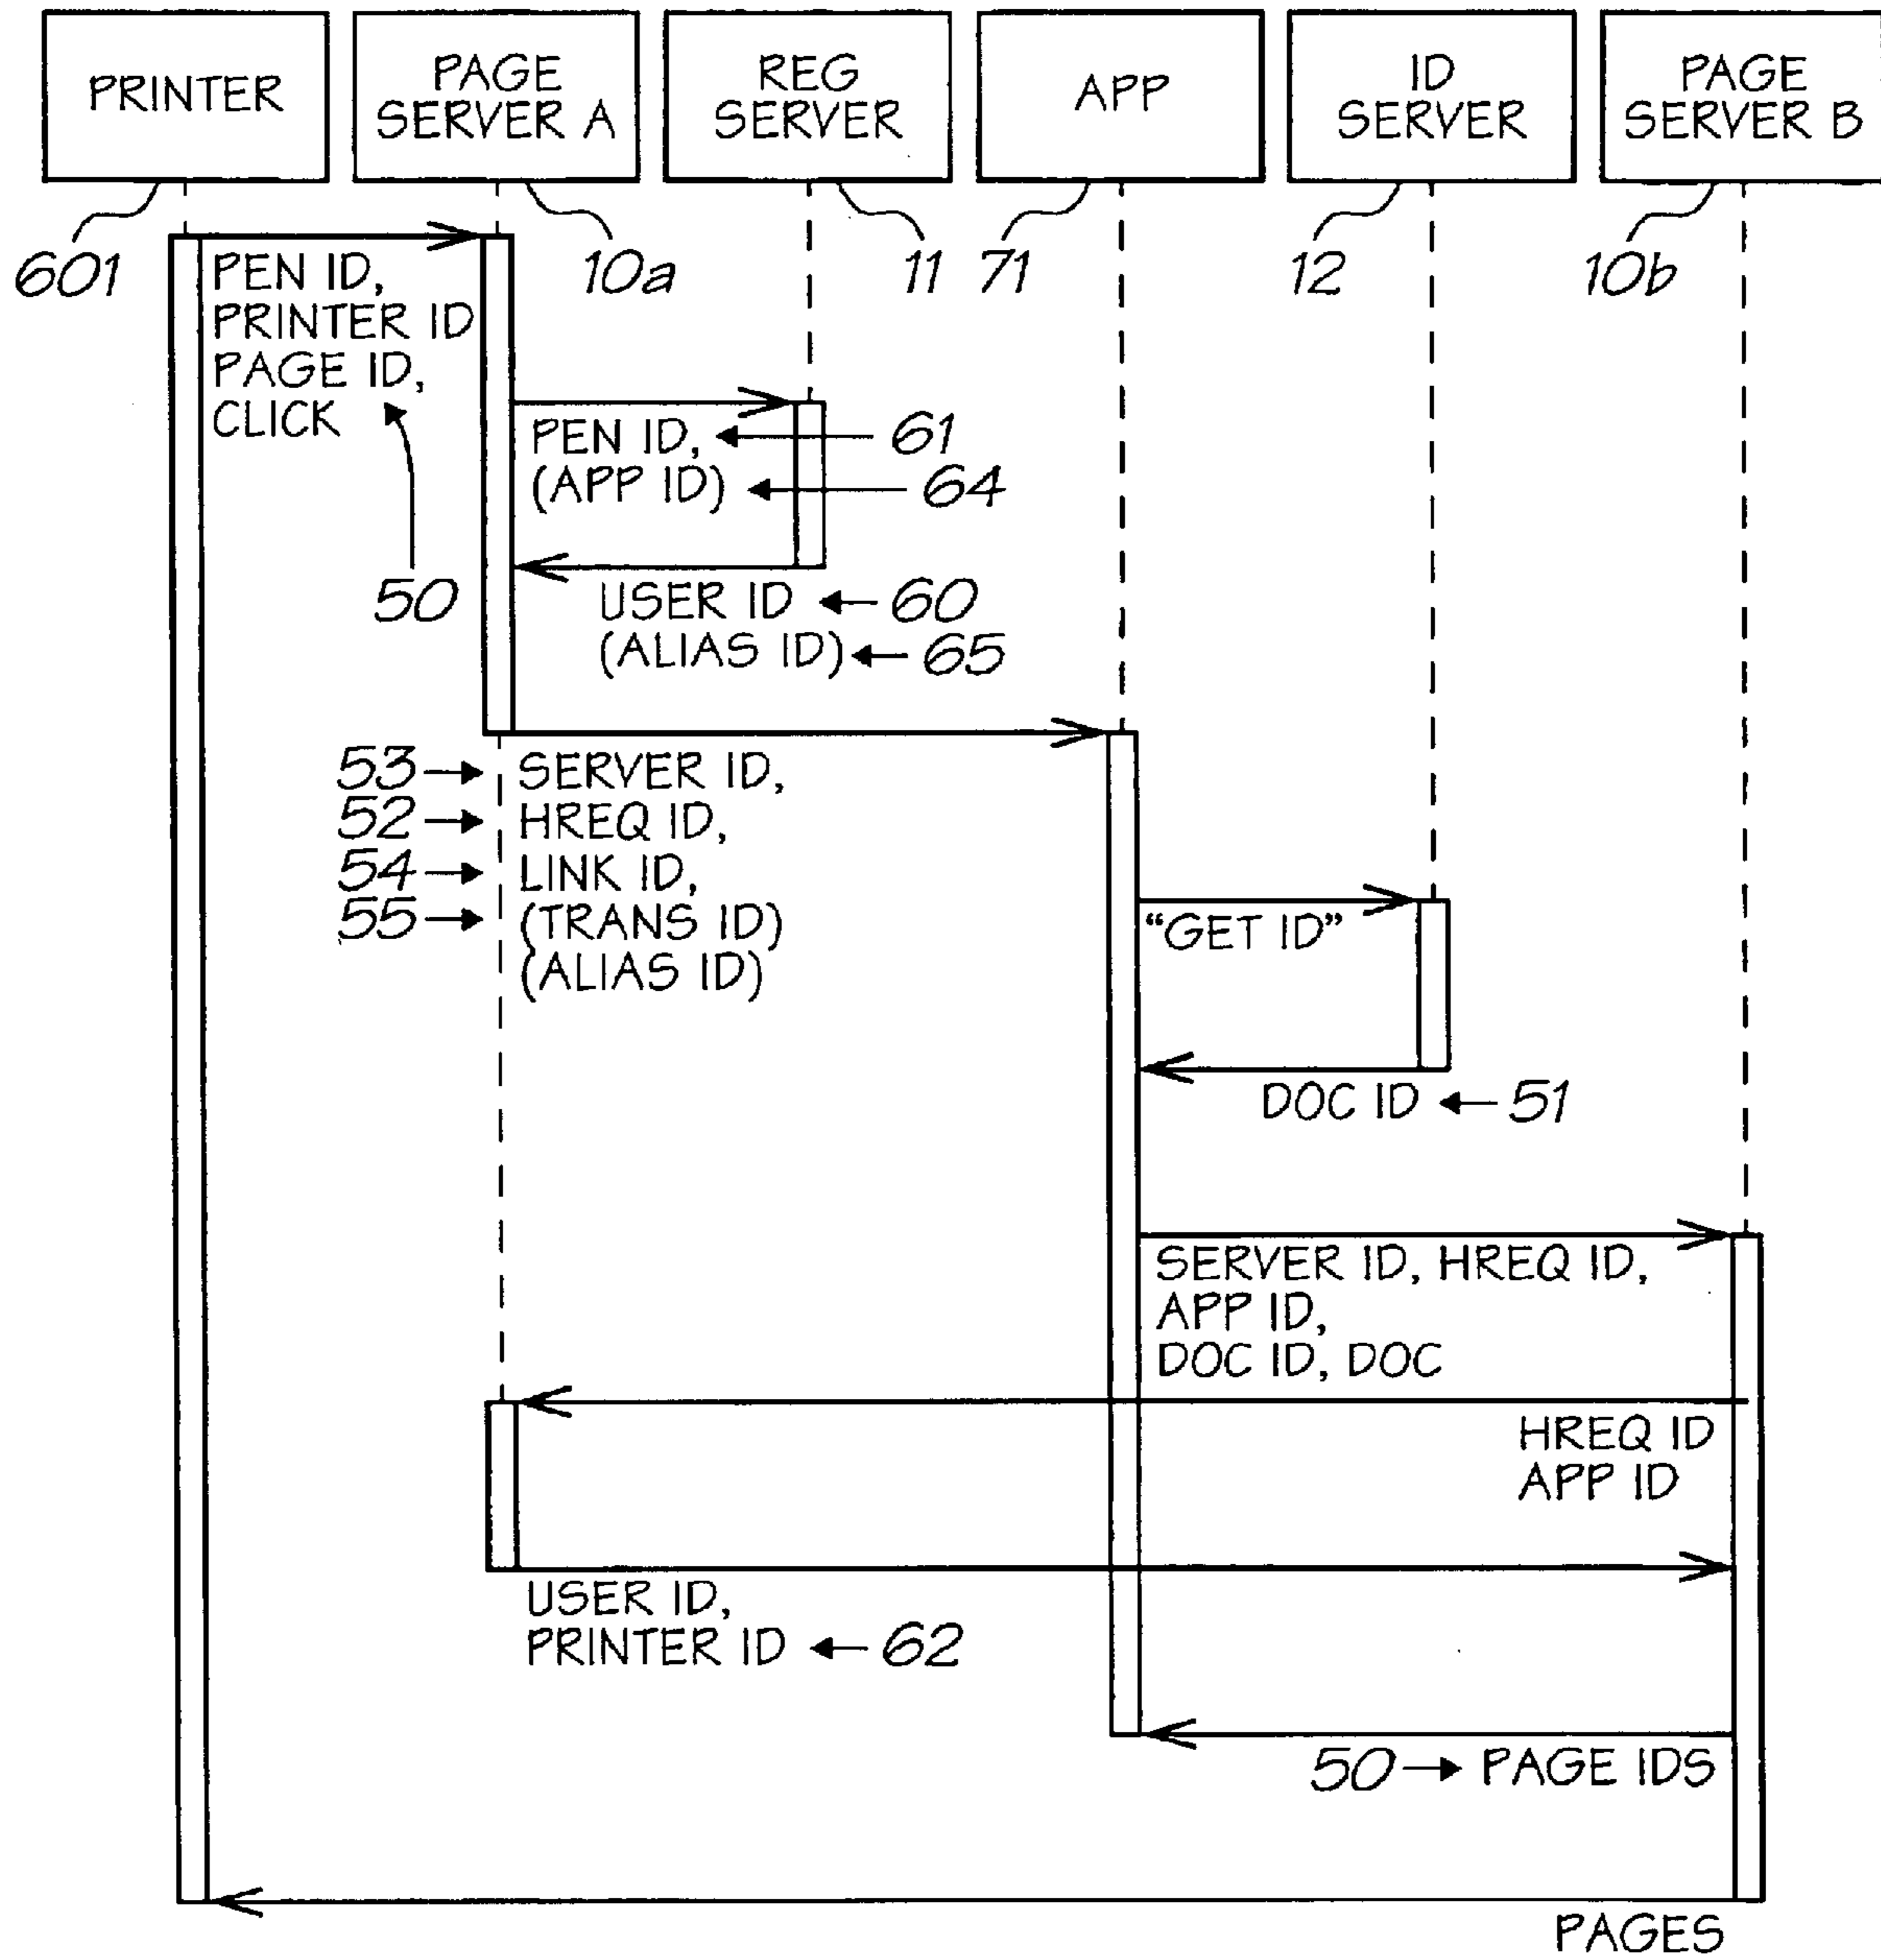 PRINTER
PAGE
SERVER A
REG
SERVER
APP
ID
SERVER
PAGE
SERVER B
601
10a
11
71
12
10b
PEN ID,
PRINTER ID
PAGE ID,
CLICK
50
PEN ID,
61
(APP ID)
64
USER ID
60
(ALIAS ID)
65
53
SERVER ID,
52
HREQ ID,
54
LINK ID,
55
(TRANS ID)
(ALIAS ID)
“GET ID”
DOC ID
51
SERVER ID, HREQ ID,
APP ID,
DOC ID, DOC
HREQ ID
APP ID
USER ID,
PRINTER ID
62
50
PAGE IDS
PAGES